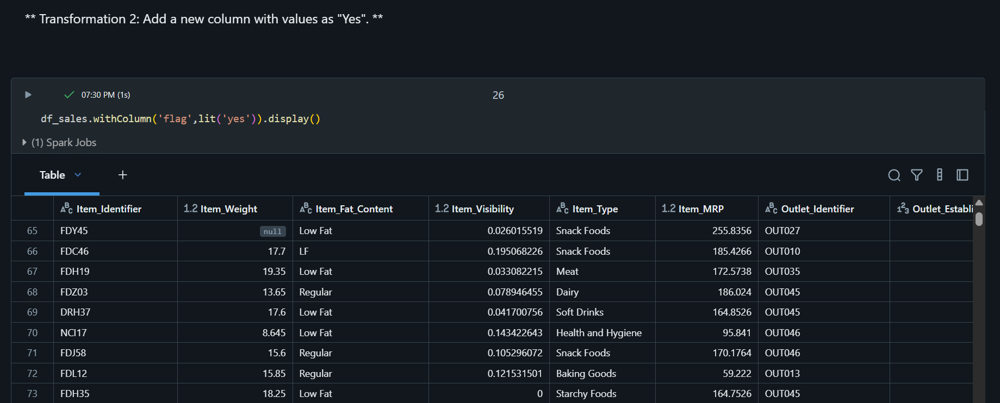 ** Transformation 2: Add a new column with values as "Yes". **
07:30 PM (1s) 26
df_sales.withColumn('flag',lit('yes')).display()
(1) Spark Jobs
Table +
ABC Item_Identifier 1.2 Item_Weight ABC Item_Fat_Content 1.2 Item_Visibility ABC Item_Type 1.2 Item_MRP ABC Outlet_Identifier 123 Outlet_Establi
65 FDY45 null Low Fat 0.026015519 Snack Foods 255.8356 OUT027
66 FDC46 17.7 LF 0.195068226 Snack Foods 185.4266 OUT010
67 FDH19 19.35 Low Fat 0.033082215 Meat 172.5738 OUT035
68 FDZ03 13.65 Regular 0.078946455 Dairy 186.024 OUT045
69 DRH37 17.6 Low Fat 0.041700756 Soft Drinks 164.8526 OUT045
70 NCI17 8.645 Low Fat 0.143422643 Health and Hygiene 95.841 OUT046
71 FDJ58 15.6 Regular 0.105296072 Snack Foods 170.1764 OUT046
72 FDL12 15.85 Regular 0.121531501 Baking Goods 59.222 OUT013
73 FDH35 18.25 Low Fat 0 Starchy Foods 164.7526 OUT045